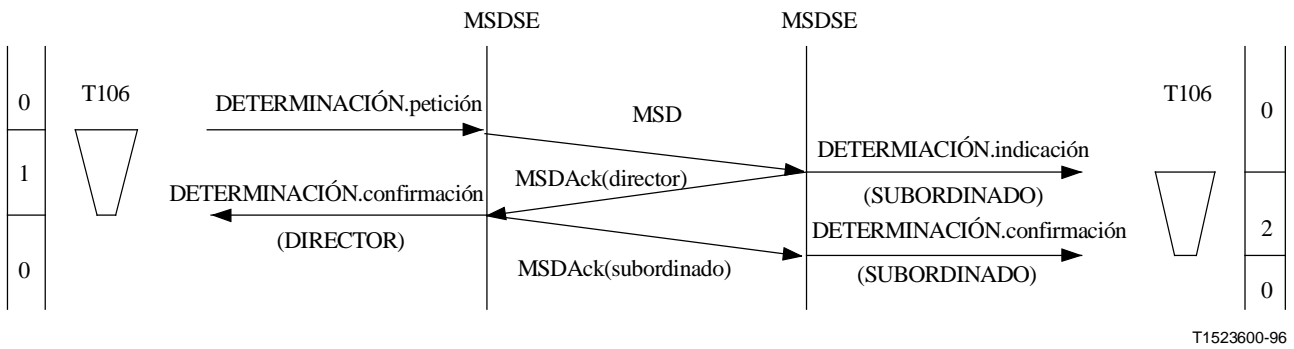 MSDSE
MSDSE
T106
T106
0
1
0
DETERMINACIÓN.petición
MSD
DETERMIACIÓN.indicación
(SUBORDINADO)
MSDAck(director)
DETERMINACIÓN.confirmación
(DIRECTOR)
DETERMINACIÓN.confirmación
(SUBORDINADO)
MSDAck(subordinado)
0
2
0
T1523600-96